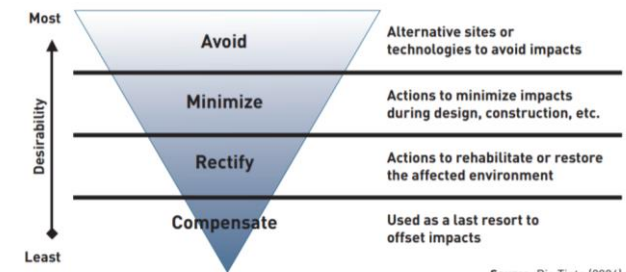 Most
Avoid
Alternative sites or
technologies to avoid impacts
Minimize
Actions to minimize impacts
during design, construction, etc.
Desirability
Rectify
Actions to rehabilitate or restore
the affected environment
Compensate
Used as a last resort to
offset impacts
Least